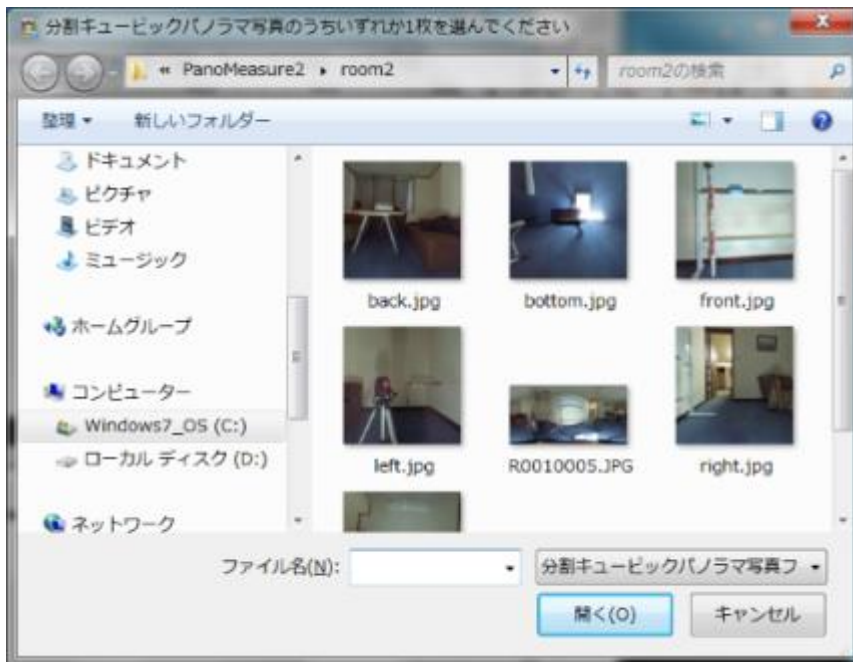 分割キュービックパノラマ写真のうちいずれか1枚を選んでください
« PanoMeasure2 ▸ room2
room2の検索
整理 新しいフォルダー
ドキュメント
ピクチャ
ビデオ
ミュージック
ホームグループ
コンピューター
Windows7_OS (C:)
ローカル ディスク (D:)
ネットワーク
back.jpg bottom.jpg front.jpg
left.jpg R0010005.JPG right.jpg
ファイル名(N):
分割キュービックパノラマ写真フ
開く(O) キャンセル